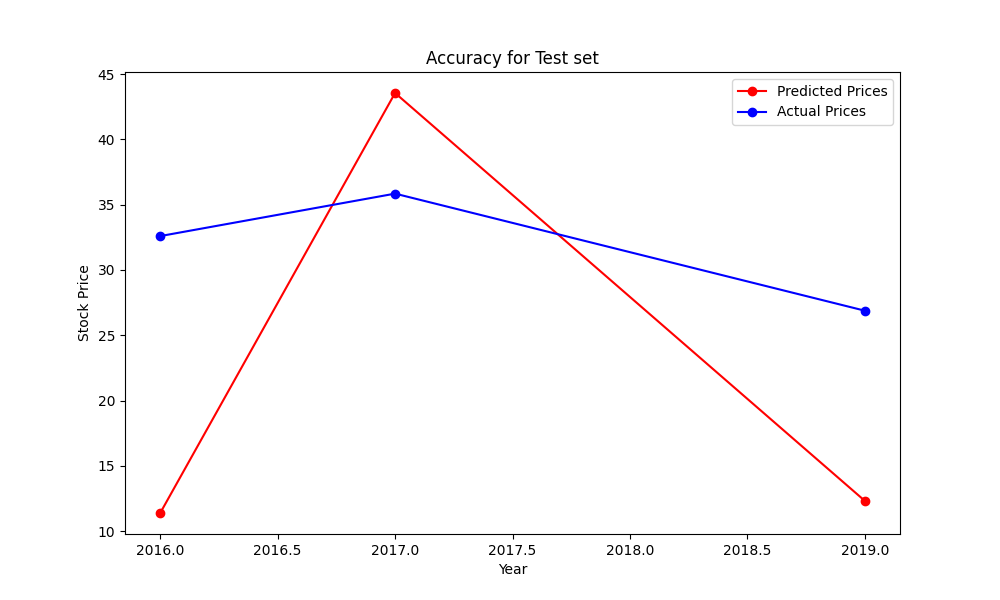 Accuracy for Test set
Predicted Prices
Actual Prices
Stock Price
45
40
35
30
25
20
15
10
2016.0 2016.5 2017.0 2017.5 2018.0 2018.5 2019.0
Year